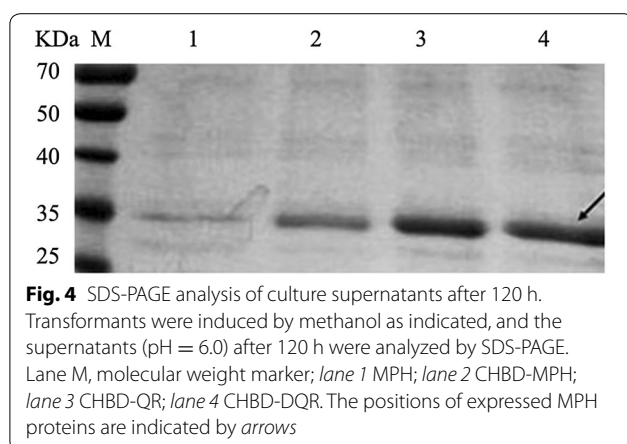 KDa M 1 2 3 4
70
50
40
35
25
Fig. 4 SDS-PAGE analysis of culture supernatants after 120 h.
Transformants were induced by methanol as indicated, and the
supernatants (pH = 6.0) after 120 h were analyzed by SDS-PAGE.
Lane M, molecular weight marker; lane 1 MPH; lane 2 CHBD-MPH;
lane 3 CHBD-QR; lane 4 CHBD-DQR. The positions of expressed MPH
proteins are indicated by arrows